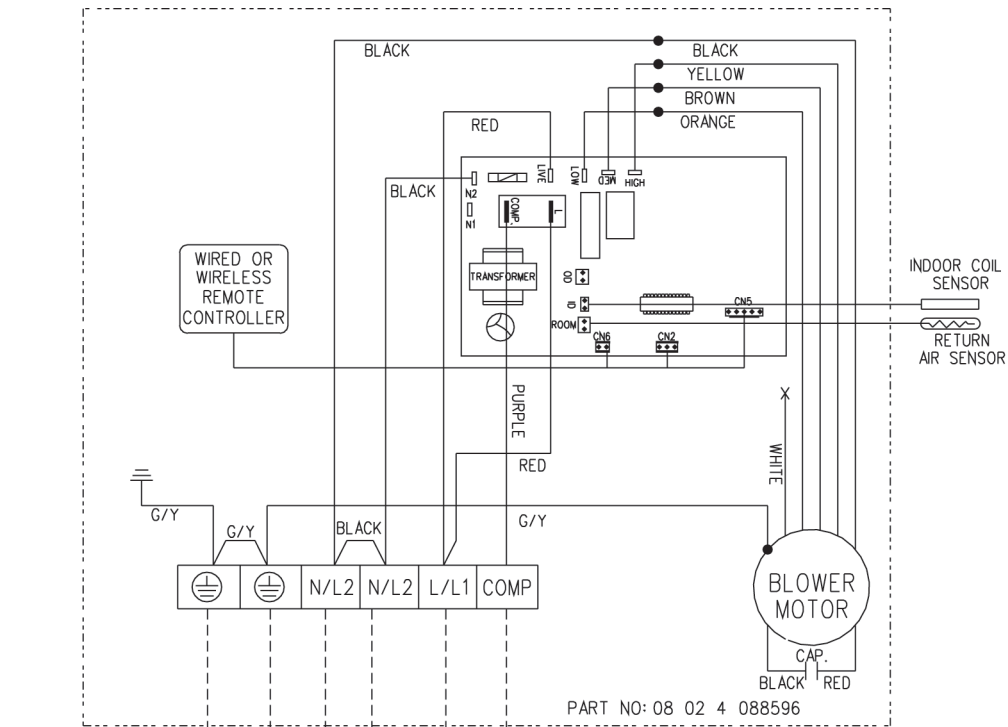 BLACK
BLACK
YELLOW
BROWN
ORANGE
RED
LIVE
LOW
MED
HIGH
BLACK
N2
N1
COMP.
L
WIRED OR
WIRELESS
REMOTE
CONTROLLER
TRANSFORMER
OD
ID
ROOM
CN5
CN6
CN2
INDOOR COIL
SENSOR
RETURN
AIR SENSOR
PURPLE
RED
X
WHITE
G/Y
G/Y
BLACK
G/Y
N/L2
N/L2
L/L1
COMP
BLOWER
MOTOR
CAP.
BLACK
RED
PART NO: 08 02 4 088596